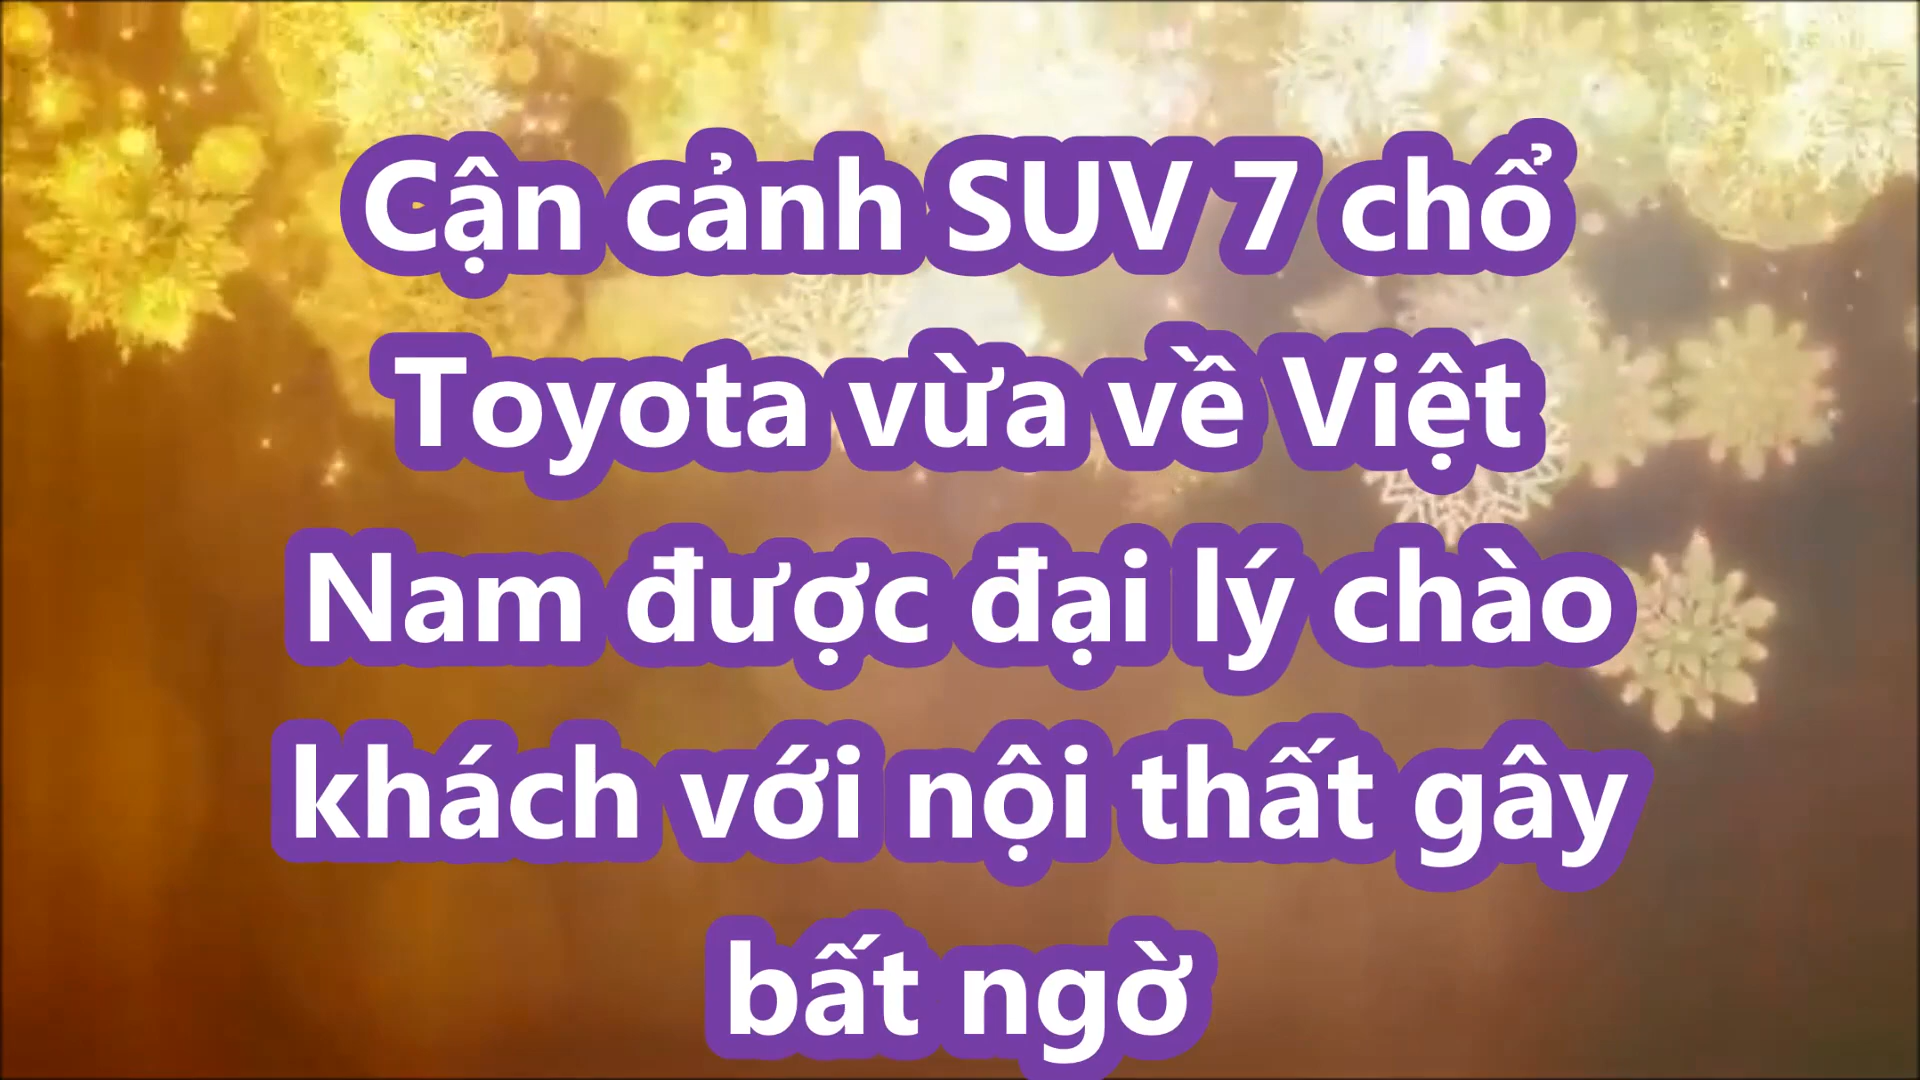 Cận cảnh SUV 7 chổ
Toyota vừa về Việt
Nam được đại lý chào
khách với nội thất gây
bất ngờ